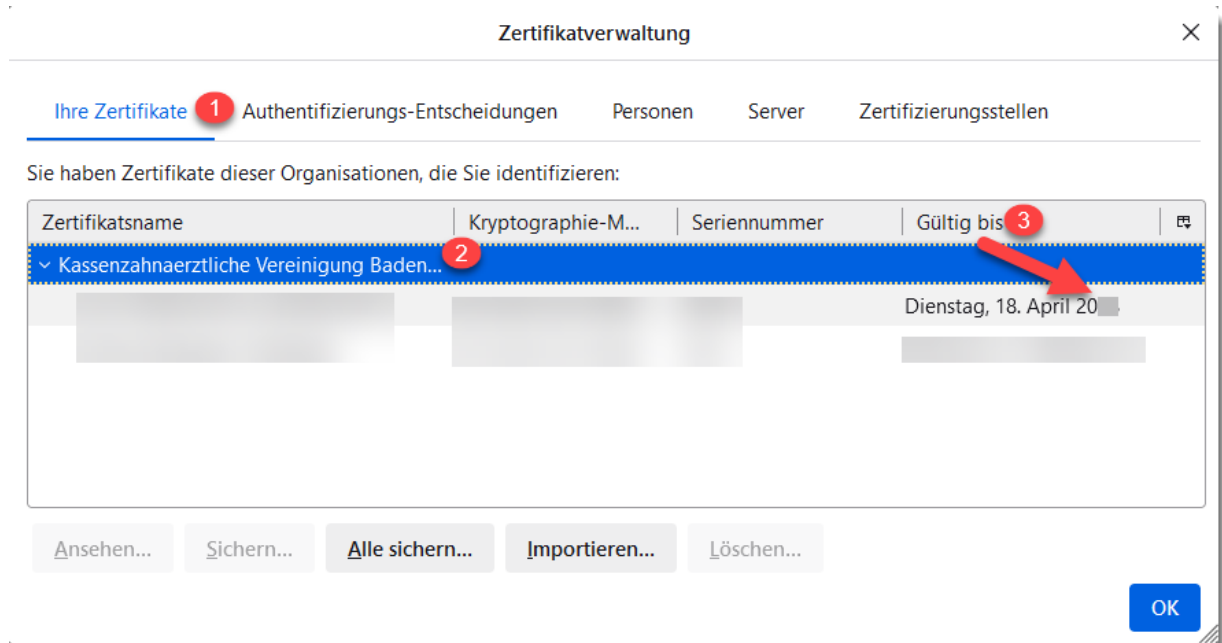 Zertifikatverwaltung
Ihre Zertifikate 1 Authentifizierungs-Entscheidungen Personen Server Zertifizierungsstellen
Sie haben Zertifikate dieser Organisationen, die Sie identifizieren:
Zertifikatsname Kryptographie-M... Seriennummer Gültig bis 3
Kassenzahnaerztliche Vereinigung Baden... 2
Dienstag, 18. April 20
Ansehen... Sichern... Alle sichern... Importieren... Löschen...
OK